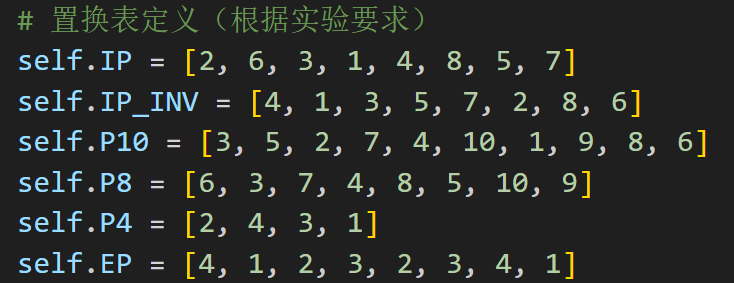 # 置换表定义（根据实验要求）
self.IP = [2, 6, 3, 1, 4, 8, 5, 7]
self.IP_INV = [4, 1, 3, 5, 7, 2, 8, 6]
self.P10 = [3, 5, 2, 7, 4, 10, 1, 9, 8, 6]
self.P8 = [6, 3, 7, 4, 8, 5, 10, 9]
self.P4 = [2, 4, 3, 1]
self.EP = [4, 1, 2, 3, 2, 3, 4, 1]